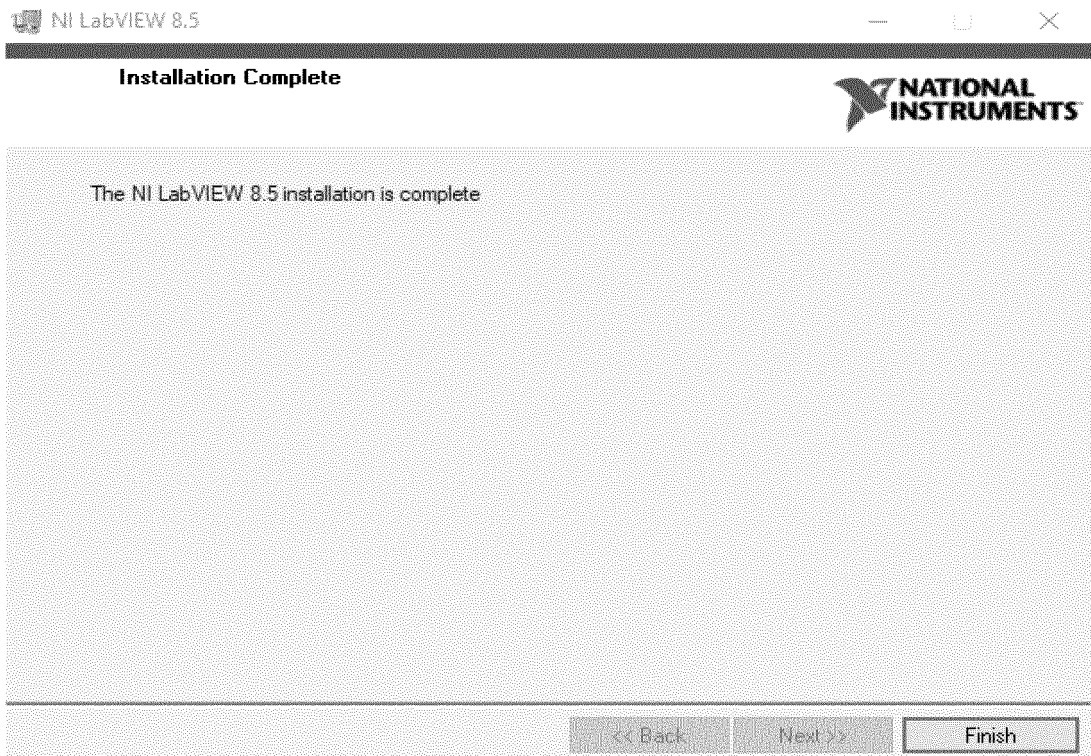 NI LabVIEW 8.5
Installation Complete
NATIONAL
INSTRUMENTS
The NI LabVIEW 8.5 installation is complete
<< Back
Next >>
Finish